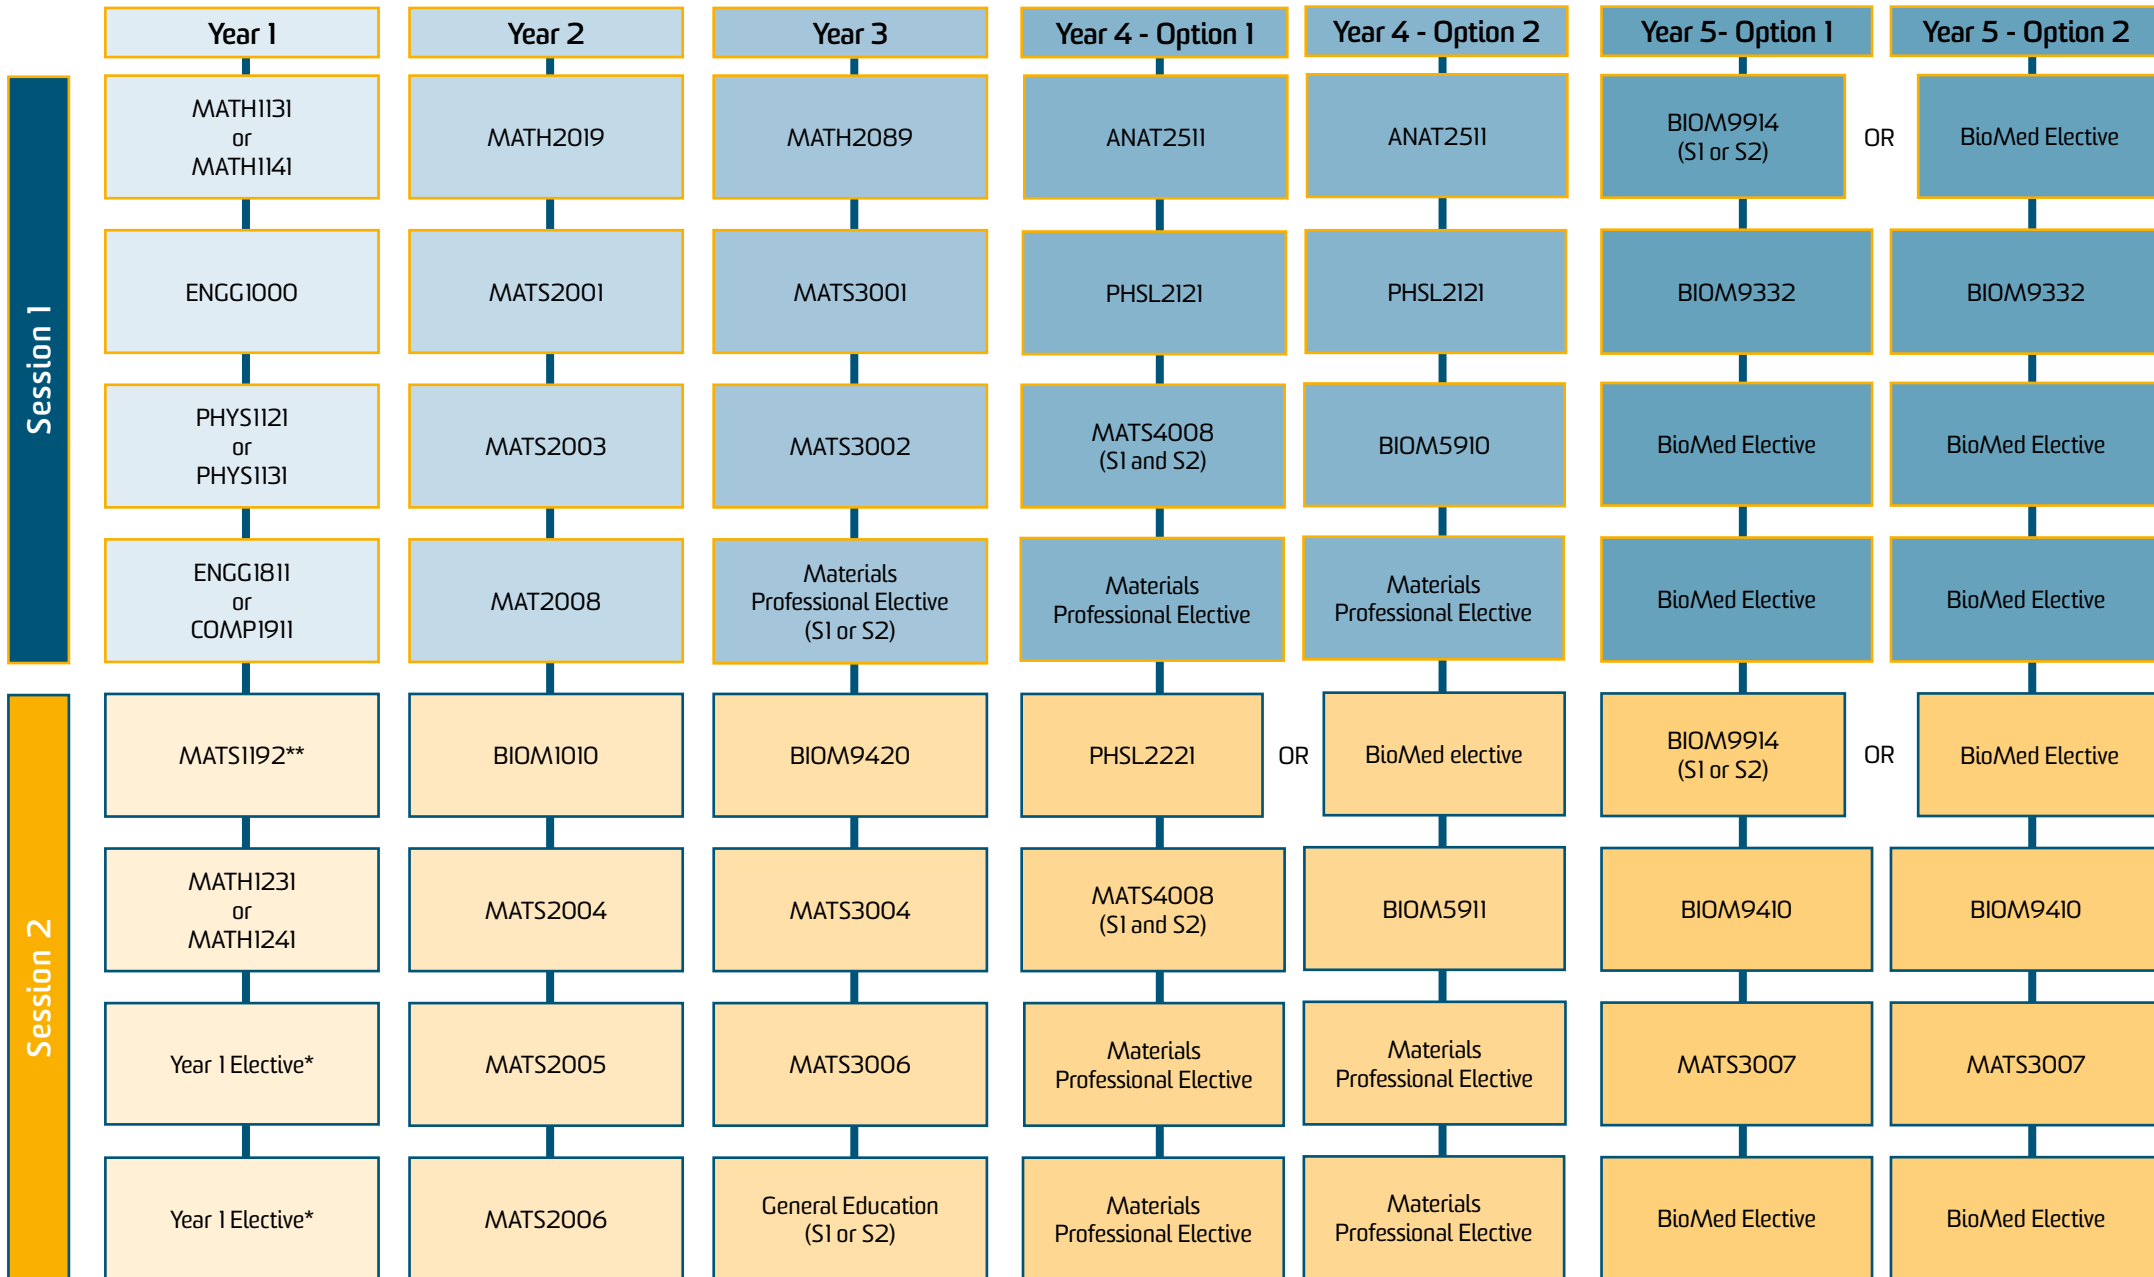 Year 1
Year 2
Year 3
Year 4 - Option 1
Year 4 - Option 2
Year 5- Option 1
Year 5 - Option 2
Session 1
MATH1131
or
MATH1141
MATH2019
MATH2089
ANAT2511
ANAT2511
BIOM9914
(S1 or S2)
OR
BioMed Elective
ENGG1000
MATS2001
MATS3001
PHSL2121
PHSL2121
BIOM9332
BIOM9332
PHYS1121
or
PHYS1131
MATS2003
MATS3002
MATS4008
(S1 and S2)
BIOM5910
BioMed Elective
BioMed Elective
ENGG1811
or
COMP1911
MAT2008
Materials
Professional Elective
(S1 or S2)
Materials
Professional Elective
Materials
Professional Elective
BioMed Elective
BioMed Elective
Session 2
MATS1192**
BIOM1010
BIOM9420
PHSL2221
OR
BioMed elective
BIOM9914
(S1 or S2)
OR
BioMed Elective
MATH1231
or
MATH1241
MATS2004
MATS3004
MATS4008
(S1 and S2)
BIOM5911
BIOM9410
BIOM9410
Year 1 Elective*
MATS2005
MATS3006
Materials
Professional Elective
Materials
Professional Elective
MATS3007
MATS3007
Year 1 Elective*
MATS2006
General Education
(S1 or S2)
Materials
Professional Elective
Materials
Professional Elective
BioMed Elective
BioMed Elective